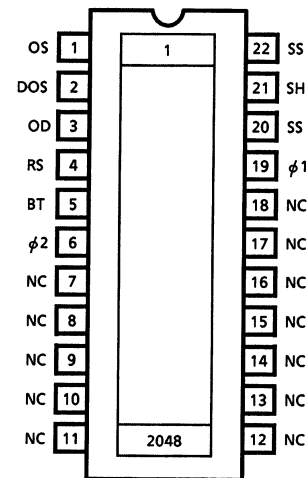 OS 1 1 22 SS
DOS 2 21 SH
OD 3 20 SS
RS 4 19 ϕ1
BT 5 18 NC
ϕ2 6 17 NC
NC 7 16 NC
NC 8 15 NC
NC 9 14 NC
NC 10 13 NC
NC 11 2048 12 NC